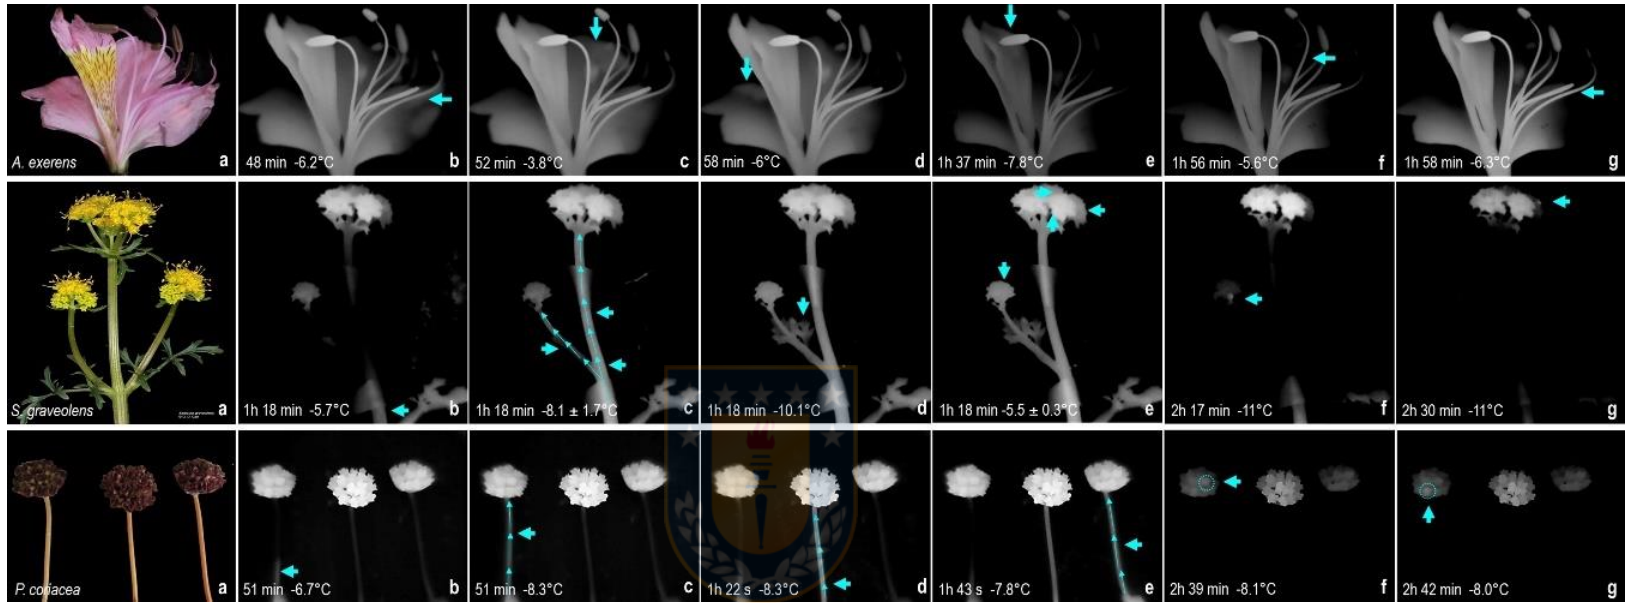 A. exerens a
48 min -6.2°C b
52 min -3.8°C c
58 min -6°C d
1h 37 min -7.8°C e
1h 56 min -5.6°C f
1h 58 min -6.3°C g
S. graveolens a
1h 18 min -5.7°C b
1h 18 min -8.1 ± 1.7°C c
1h 18 min -10.1°C d
1h 18 min -5.5 ± 0.3°C e
2h 17 min -11°C f
2h 30 min -11°C g
P. coriacea a
51 min -6.7°C b
51 min -8.3°C c
1h 22 s -8.3°C d
1h 43 s -7.8°C e
2h 39 min -8.1°C f
2h 42 min -8.0°C g